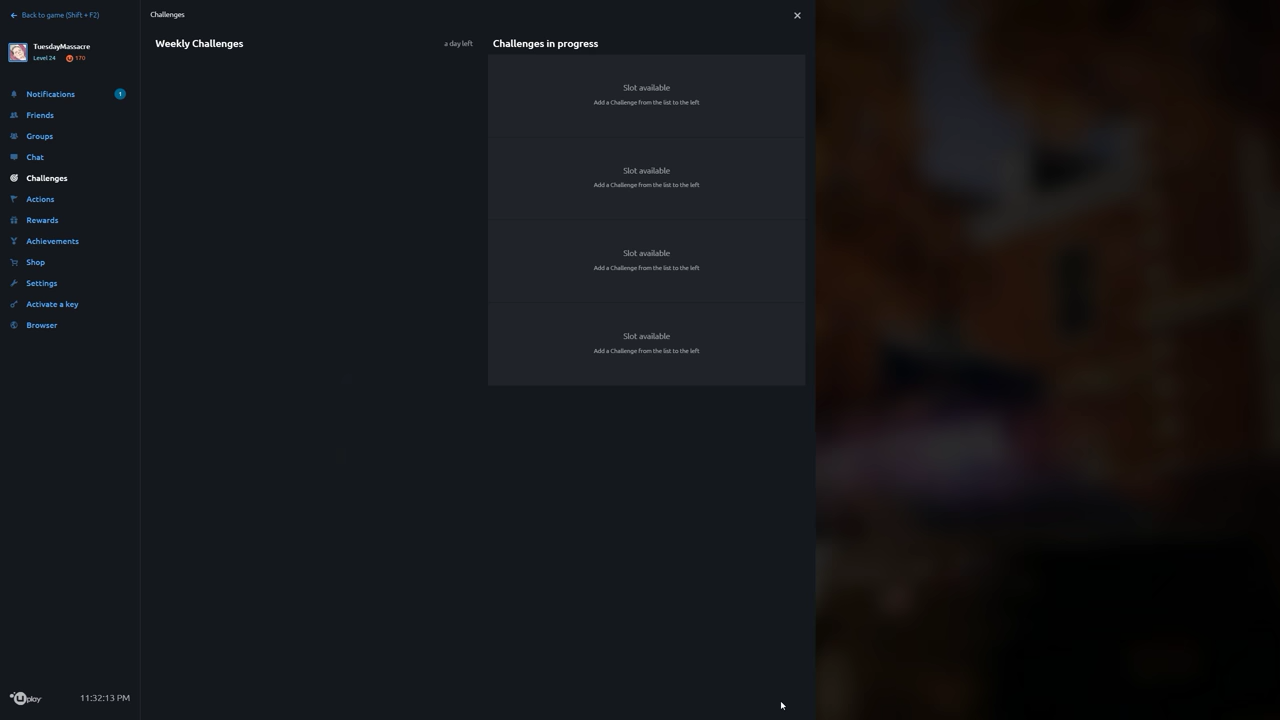 Back to game (Shift + F2)
TuesdayMassacre
Level 24 170
Notifications 1
Friends
Groups
Chat
Challenges
Actions
Rewards
Achievements
Shop
Settings
Activate a key
Browser
uplay 11:32:13 PM
Challenges
Weekly Challenges a day left
Challenges in progress
Slot available
Add a Challenge from the list to the left
Slot available
Add a Challenge from the list to the left
Slot available
Add a Challenge from the list to the left
Slot available
Add a Challenge from the list to the left